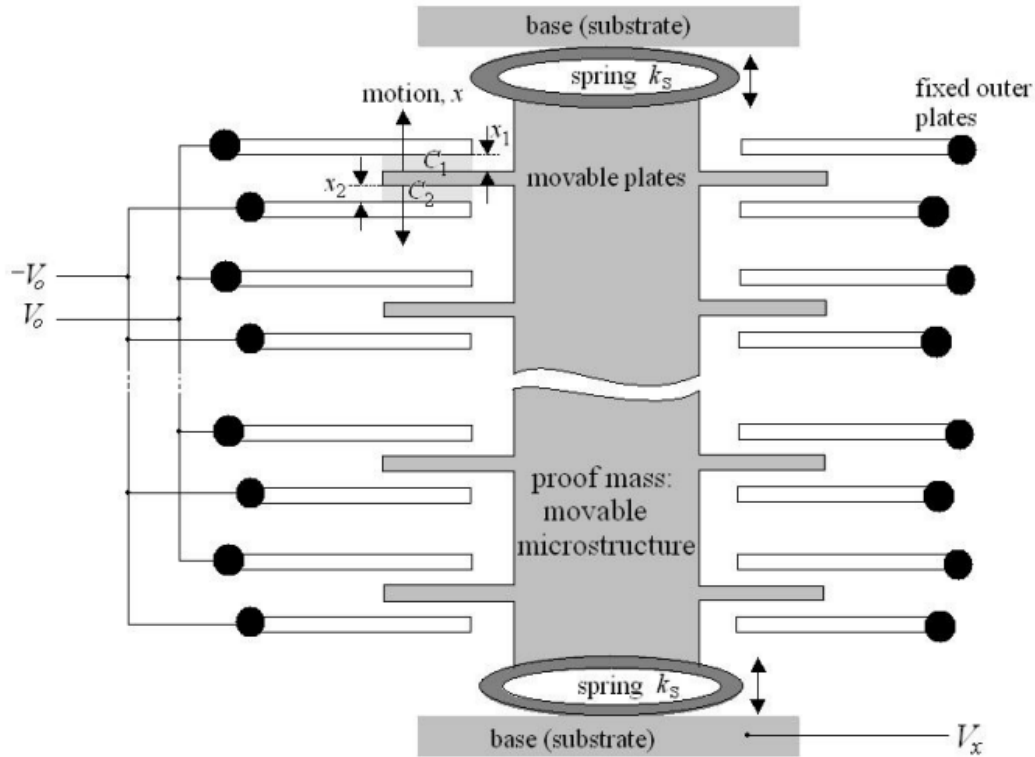 base (substrate)
spring k_s
motion, x
fixed outer
plates
x_1
C_1
movable plates
x_2
C_2
-V_o
V_o
proof mass:
movable
microstructure
spring k_s
base (substrate)
V_x